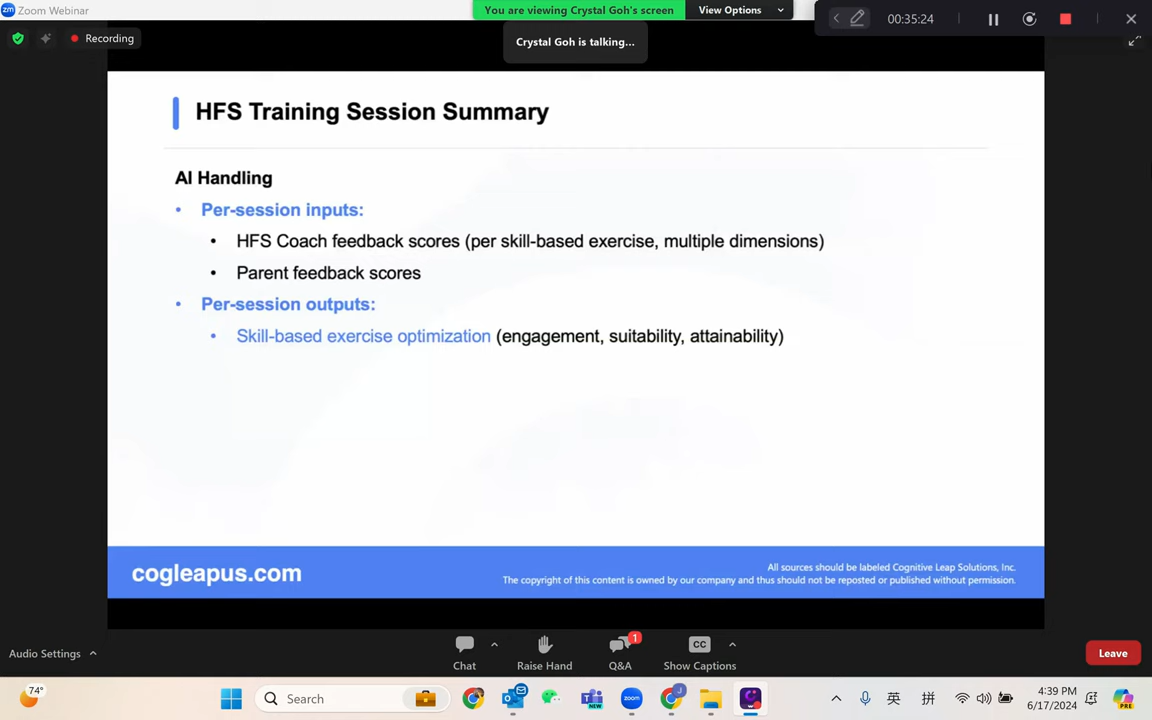 zm Zoom Webinar
You are viewing Crystal Goh's screen
View Options
00:35:24
Recording
Crystal Goh is talking...
HFS Training Session Summary
AI Handling
• Per-session inputs:
• HFS Coach feedback scores (per skill-based exercise, multiple dimensions)
• Parent feedback scores
• Per-session outputs:
• Skill-based exercise optimization (engagement, suitability, attainability)
cogleapus.com
All sources should be labeled Cognitive Leap Solutions, Inc.
The copyright of this content is owned by our company and thus should not be reposted or published without permission.
Audio Settings
Chat
Raise Hand
1
Q&A
CC
Show Captions
Leave
74°
Search
zoom
NEW
J
英
拼
4:39 PM
6/17/2024
PRE